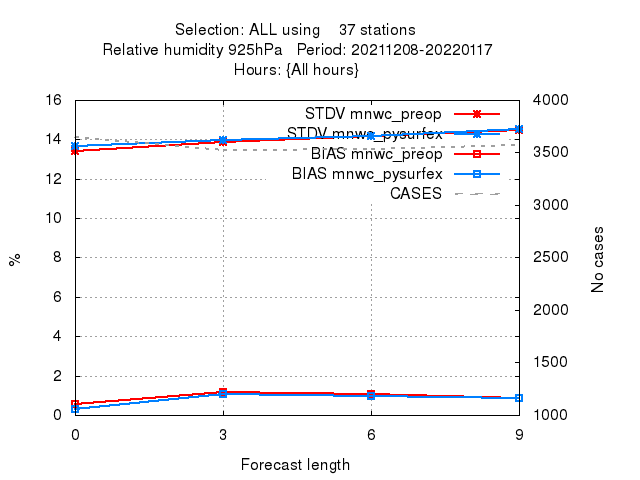 Selection: ALL using 37 stations
Relative humidity 925hPa Period: 20211208-20220117
Hours: {All hours}
16
14
12
10
8
6
4
2
0
%
STDV mnwc_preop
STDV mnwc_pysurfex
BIAS mnwc_preop
BIAS mnwc_pysurfex
CASES
4000
3500
3000
2500
2000
1500
1000
No cases
0 3 6 9
Forecast length